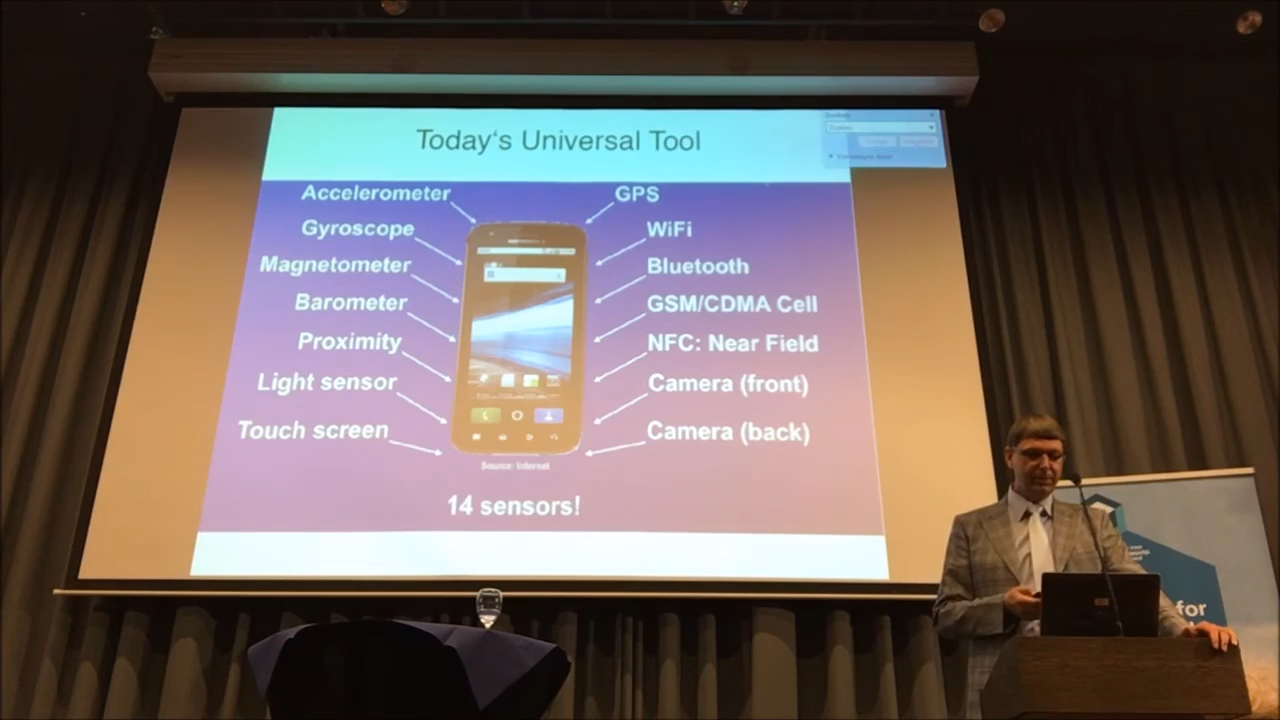 Today's Universal Tool
Accelerometer
Gyroscope
Magnetometer
Barometer
Proximity
Light sensor
Touch screen
GPS
WiFi
Bluetooth
GSM/CDMA Cell
NFC: Near Field
Camera (front)
Camera (back)
Source: Internet
14 sensors!
for